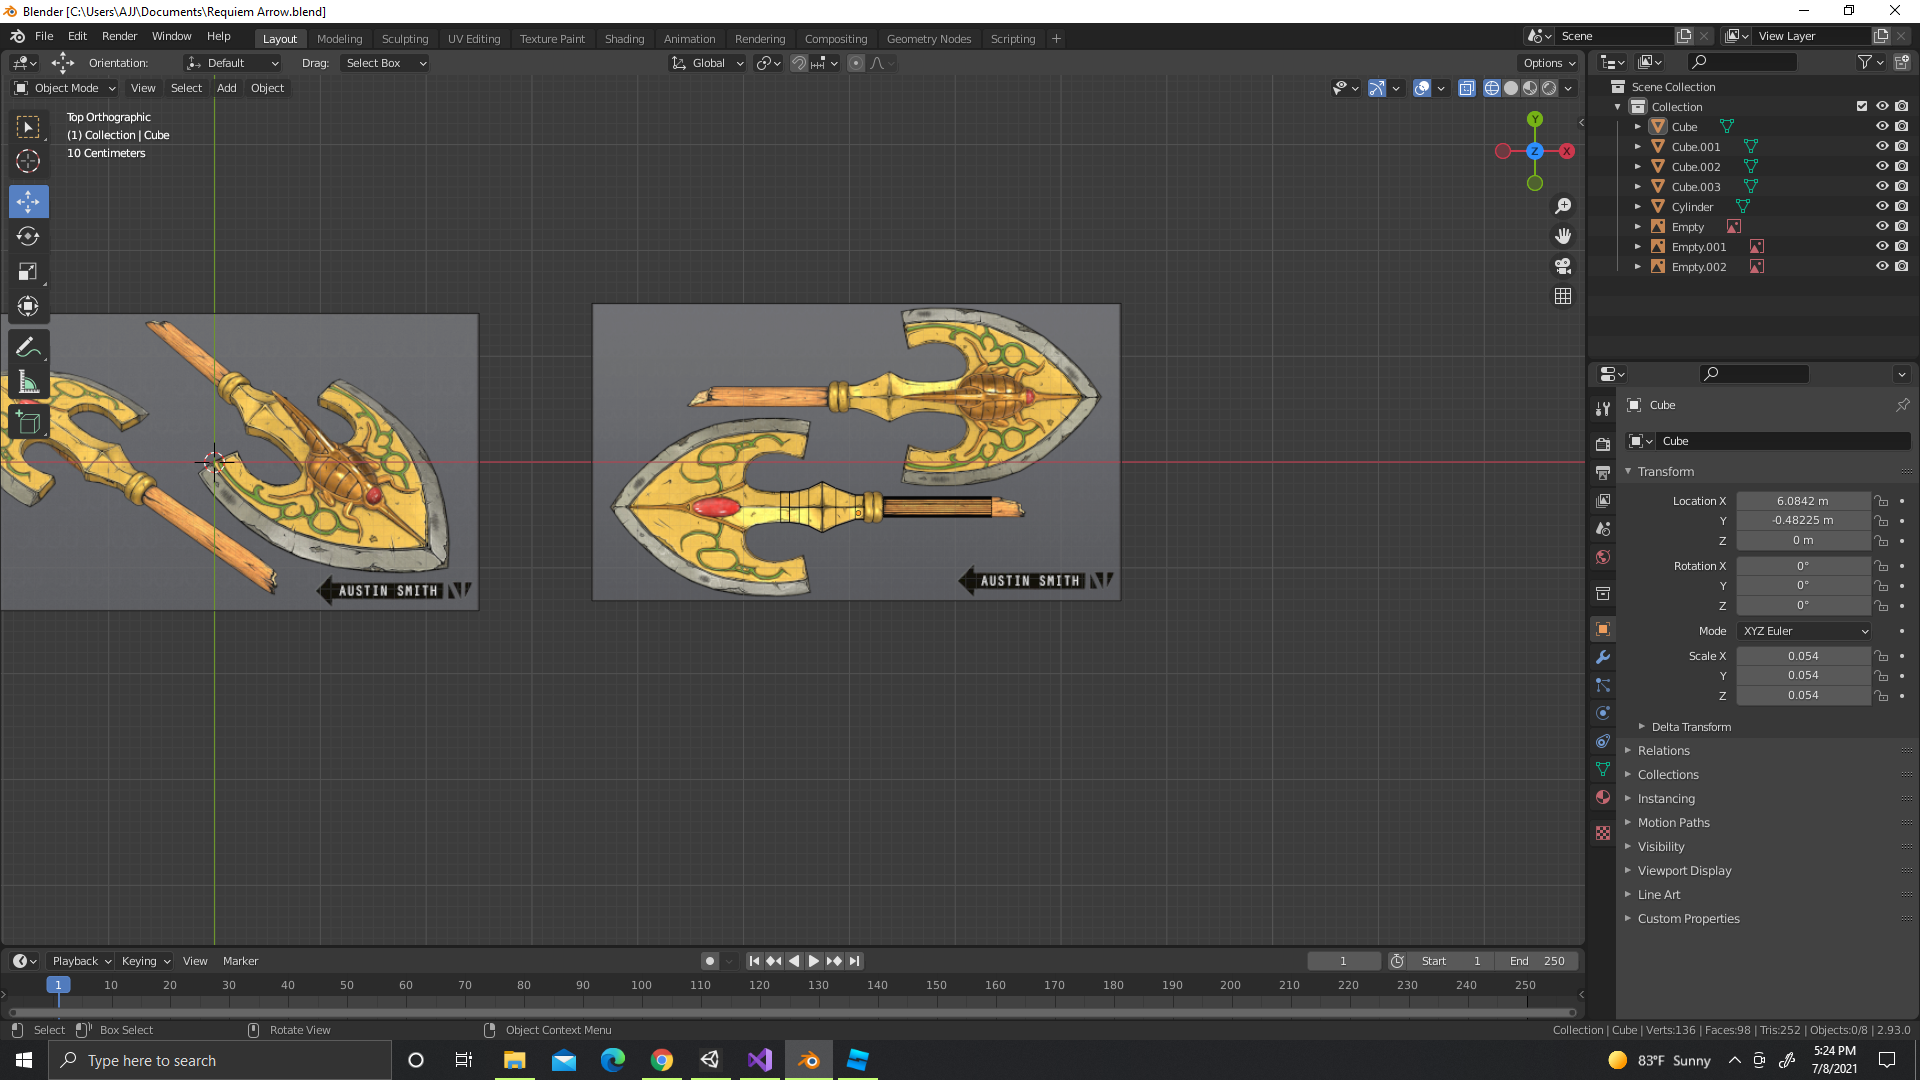 Blender [C:\Users\AJJ\Documents\Requiem Arrow.blend]
File Edit Render Window Help Layout Modeling Sculpting UV Editing Texture Paint Shading Animation Rendering Compositing Geometry Nodes Scripting + Scene View Layer
Orientation: Default Drag: Select Box Global Options
Object Mode View Select Add Object
Top Orthographic
(1) Collection | Cube
10 Centimeters
Y
Z
X
AUSTIN SMITH
AUSTIN SMITH
Scene Collection
Collection
Cube
Cube.001
Cube.002
Cube.003
Cylinder
Empty
Empty.001
Empty.002
Cube
Cube
Transform
Location X 6.0842 m
Y -0.48225 m
Z 0 m
Rotation X 0°
Y 0°
Z 0°
Mode XYZ Euler
Scale X 0.054
Y 0.054
Z 0.054
Delta Transform
Relations
Collections
Instancing
Motion Paths
Visibility
Viewport Display
Line Art
Custom Properties
Playback Keying View Marker 1 Start 1 End 250
1 10 20 30 40 50 60 70 80 90 100 110 120 130 140 150 160 170 180 190 200 210 220 230 240 250
Select Box Select Rotate View Object Context Menu Collection | Cube | Verts:136 | Faces:98 | Tris:252 | Objects:0/8 | 2.93.0
Type here to search 83°F Sunny 5:24 PM
7/8/2021